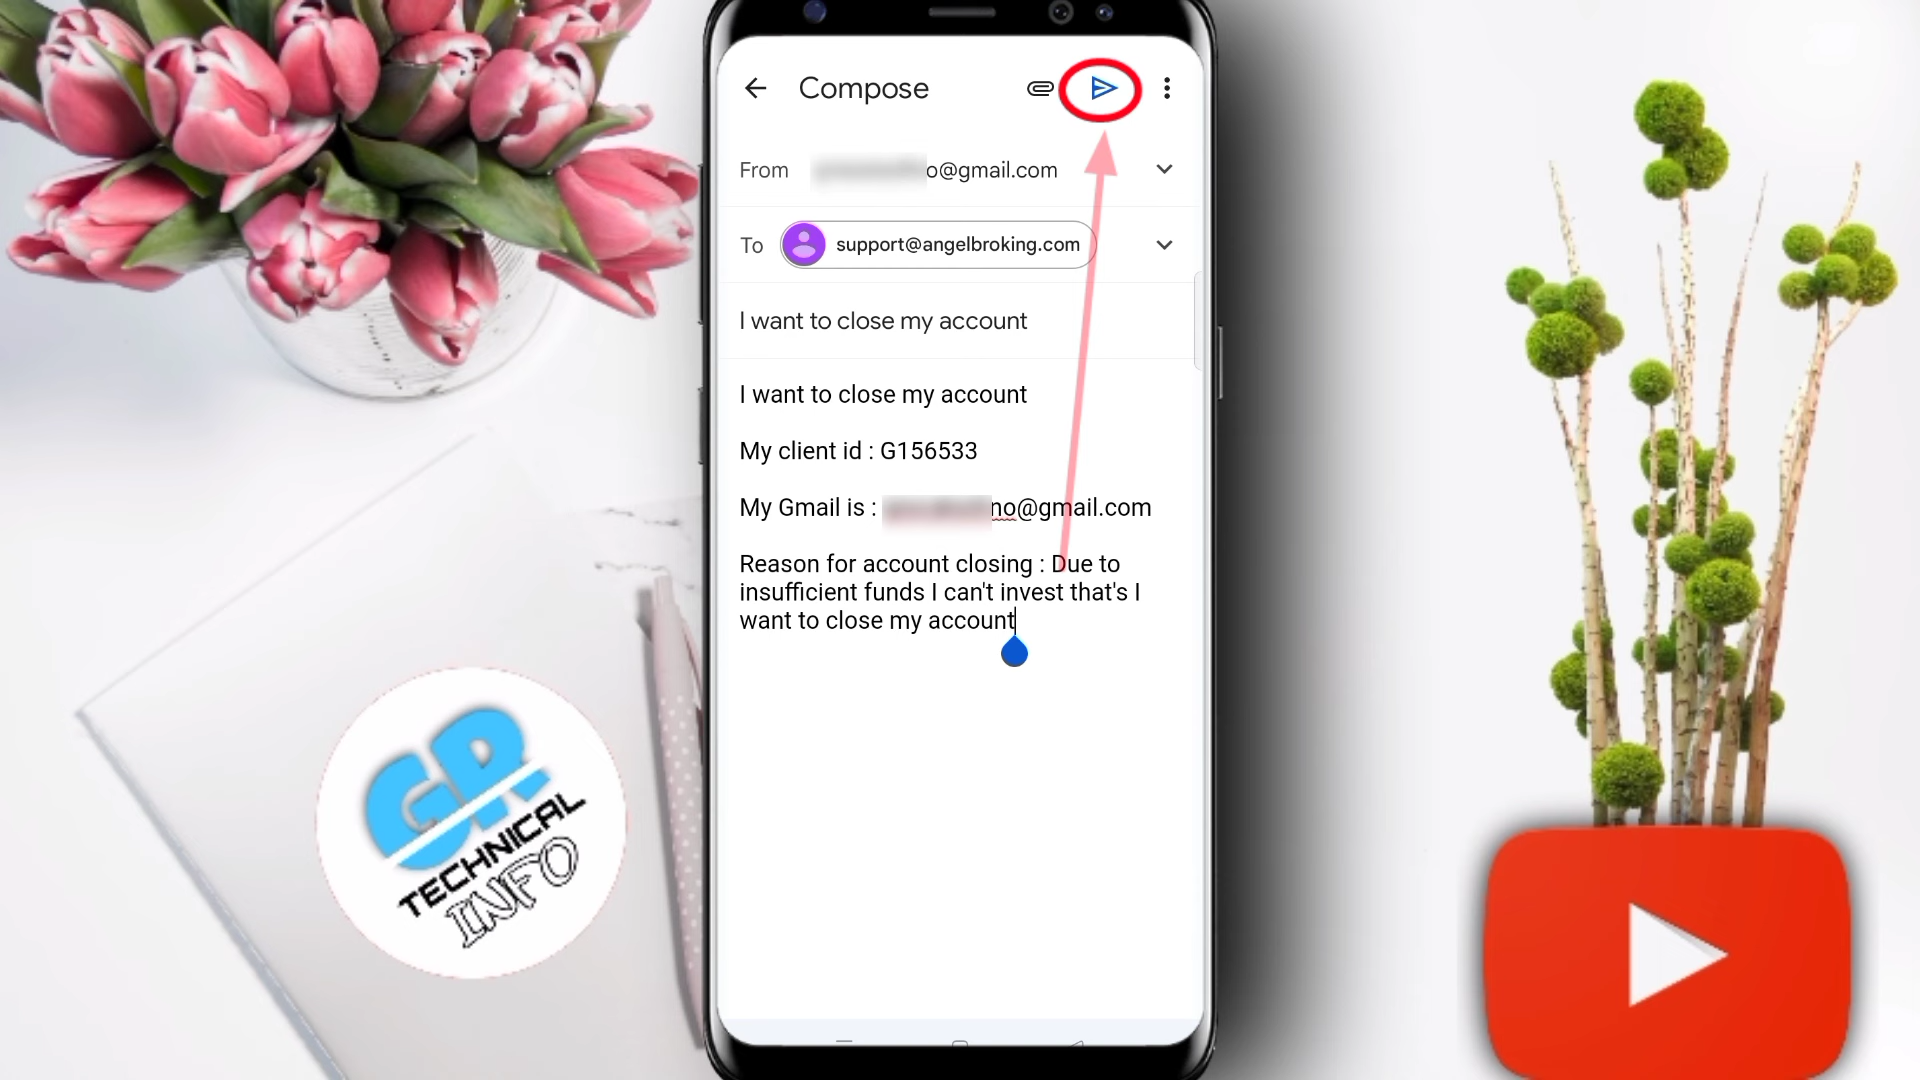 Compose
From o@gmail.com
To support@angelbroking.com
I want to close my account
I want to close my account
My client id : G156533
My Gmail is : no@gmail.com
Reason for account closing : Due to
insufficient funds I can't invest that's I
want to close my account
GR
TECHNICAL
INFO